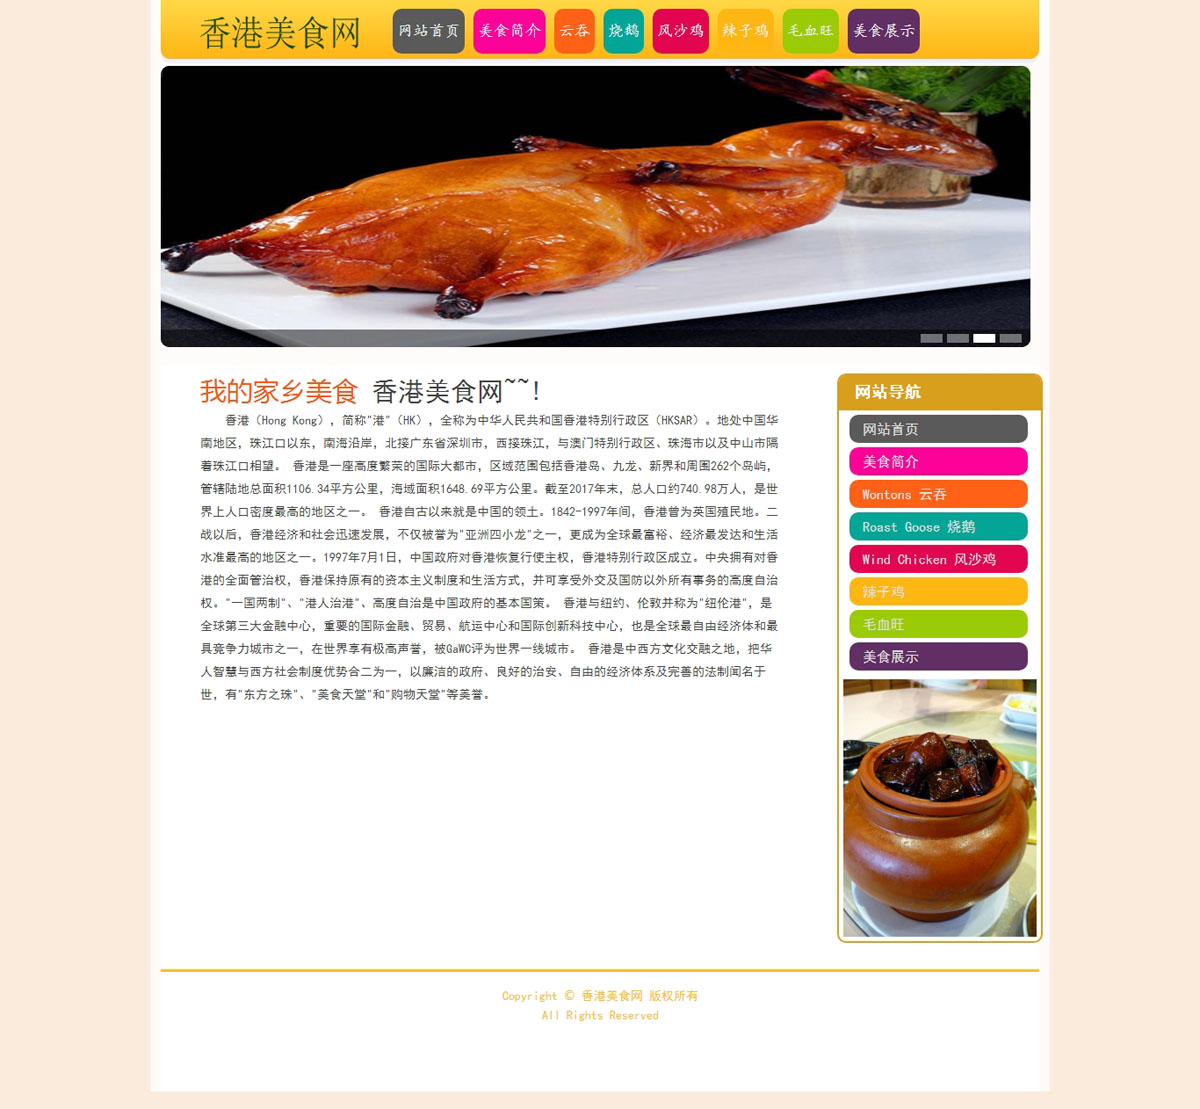 香港美食网
网站首页 美食简介 云吞 烧鹅 风沙鸡 辣子鸡 毛血旺 美食展示
我的家乡美食 香港美食网~~!
香港（Hong Kong），简称"港"（HK），全称为中华人民共和国香港特别行政区（HKSAR）。地处中国华
南地区，珠江口以东，南海沿岸，北接广东省深圳市，西接珠江，与澳门特别行政区、珠海市以及中山市隔
着珠江口相望。 香港是一座高度繁荣的国际大都市，区域范围包括香港岛、九龙、新界和周围262个岛屿，
管辖陆地总面积1106.34平方公里，海域面积1648.69平方公里。截至2017年末，总人口约740.98万人，是世
界上人口密度最高的地区之一。 香港自古以来就是中国的领土。1842-1997年间，香港曾为英国殖民地。二
战以后，香港经济和社会迅速发展，不仅被誉为"亚洲四小龙"之一，更成为全球最富裕、经济最发达和生活
水准最高的地区之一。1997年7月1日，中国政府对香港恢复行使主权，香港特别行政区成立。中央拥有对香
港的全面管治权，香港保持原有的资本主义制度和生活方式，并可享受外交及国防以外所有事务的高度自治
权。"一国两制"、"港人治港"、高度自治是中国政府的基本国策。 香港与纽约、伦敦并称为"纽伦港"，是
全球第三大金融中心，重要的国际金融、贸易、航运中心和国际创新科技中心，也是全球最自由经济体和最
具竞争力城市之一，在世界享有极高声誉，被GaWC评为世界一线城市。 香港是中西方文化交融之地，把华
人智慧与西方社会制度优势合二为一，以廉洁的政府、良好的治安、自由的经济体系及完善的法制闻名于
世，有"东方之珠"、"美食天堂"和"购物天堂"等美誉。
网站导航
网站首页
美食简介
Wontons 云吞
Roast Goose 烧鹅
Wind Chicken 风沙鸡
辣子鸡
毛血旺
美食展示
Copyright © 香港美食网 版权所有
All Rights Reserved